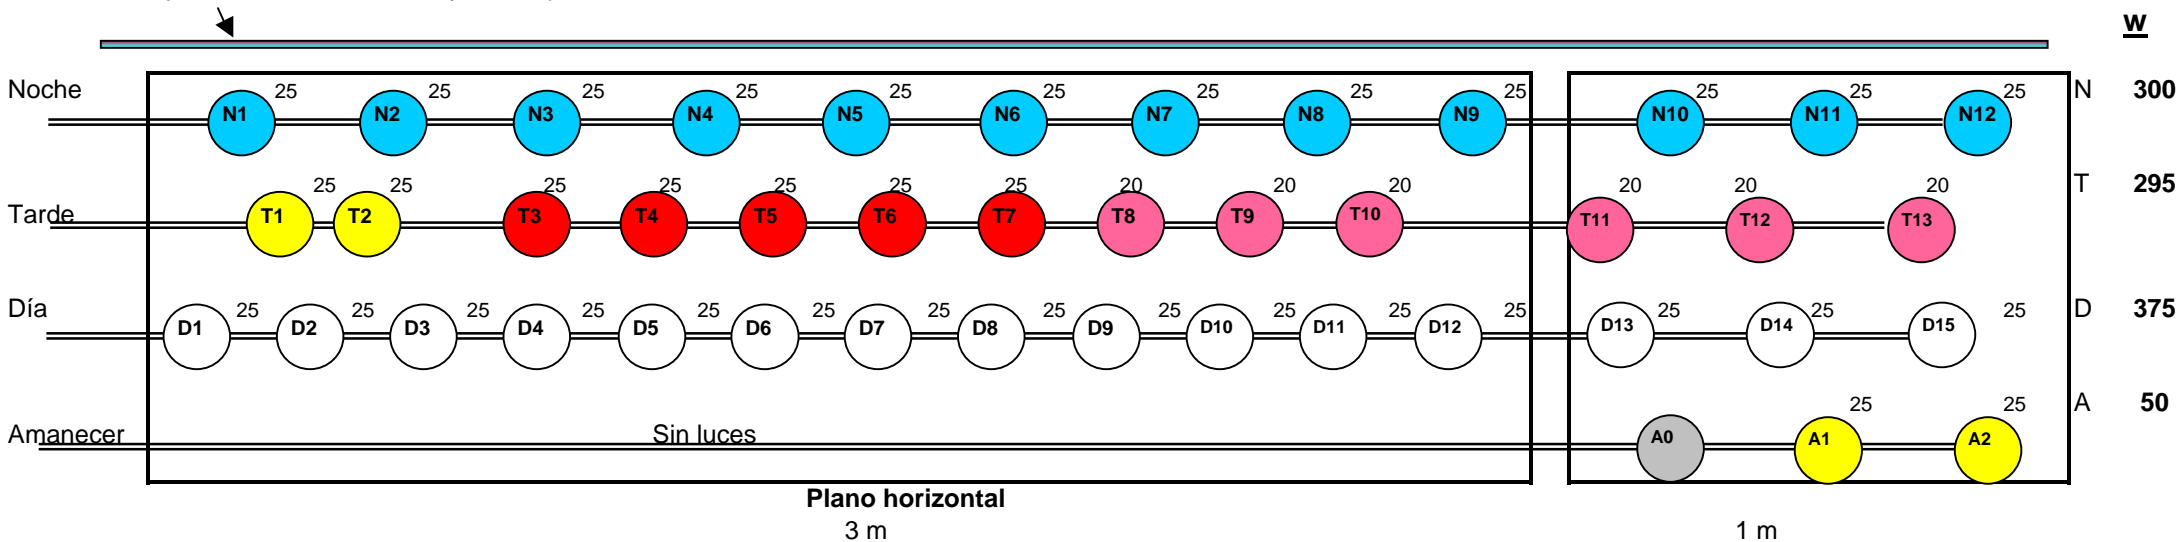 W
Noche
25 25 25 25 25 25 25 25 25 25 25 25
N 300
N1 N2 N3 N4 N5 N6 N7 N8 N9 N10 N11 N12
25 25 25 25 25 25 25 20 20 20 20 20 20
T 295
Tarde
T1 T2 T3 T4 T5 T6 T7 T8 T9 T10 T11 T12 T13
Día
25 25 25 25 25 25 25 25 25 25 25 25 25 25 25
D 375
D1 D2 D3 D4 D5 D6 D7 D8 D9 D10 D11 D12 D13 D14 D15
25 25
A 50
Amanecer
Sin luces
A0 A1 A2
Plano horizontal
3 m
1 m